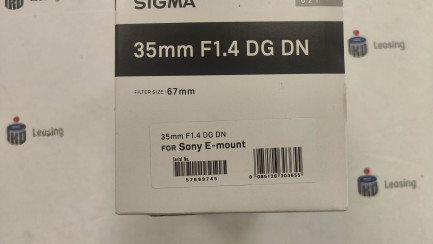 SIGMA
35mm F1.4 DG DN
FILTER SIZE: 67mm
35mm F1.4 DG DN
FOR Sony E-mount
Serial No.
Leasing
Leasing
Leasing
Leasing